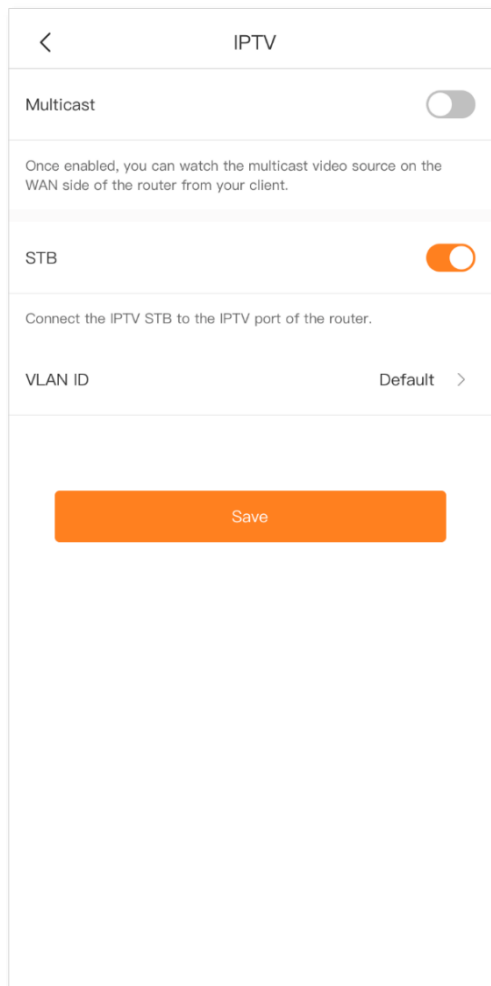 IPTV
Multicast
Once enabled, you can watch the multicast video source on the
WAN side of the router from your client.
STB
Connect the IPTV STB to the IPTV port of the router.
VLAN ID Default
Save